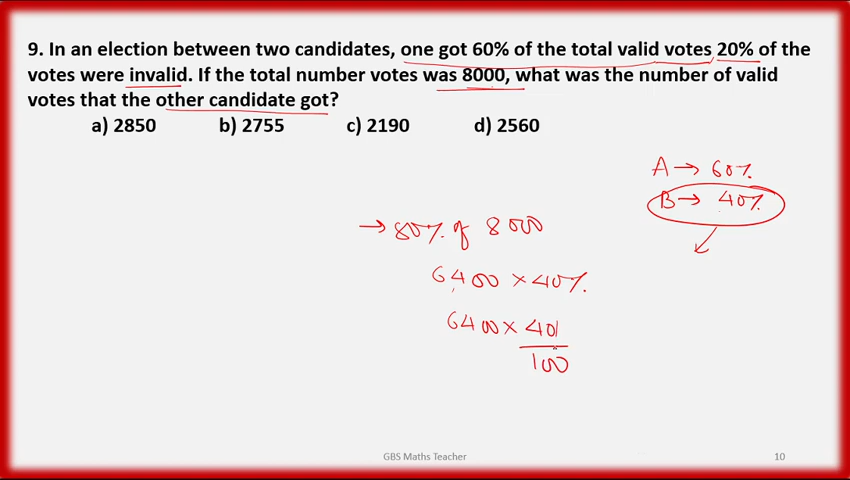 9. In an election between two candidates, one got 60% of the total valid votes 20% of the
votes were invalid. If the total number votes was 8000, what was the number of valid
votes that the other candidate got?
a) 2850 b) 2755 c) 2190 d) 2560
A → 60%
B → 40%
→ 80% of 8000
6400 × 40%
6400 × 40
100
GBS Maths Teacher 10